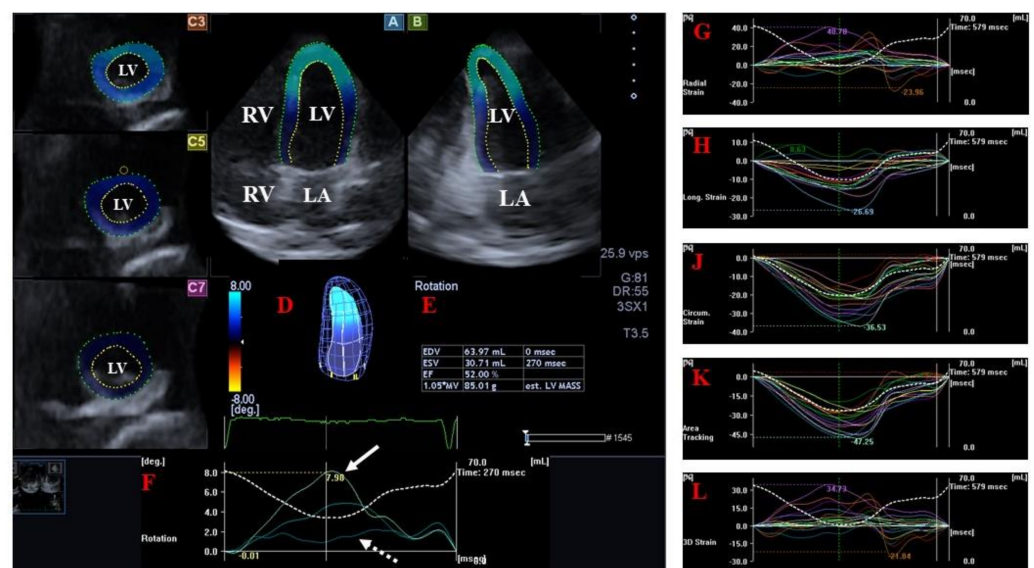 C3
LV
C5
LV
C7
LV
A
RV
LV
RV
LA
B
LV
LA
25.9 vps
G:81
DR:55
3SX1
T3.5
8.00
-8.00
[deg.]
D
Rotation
E
EDV 63.97 mL 0 msec
ESV 30.71 mL 270 msec
EF 52.00 %
1.05*MV 85.01 g est. LV MASS
#1545
[deg.]
F
8.0
6.0
4.0
2.0
0.0
Rotation
7.98
-0.01
70.0 [mL]
Time: 270 msec
[msec]
[%]
G
40.0
20.0
0.0
-20.0
-40.0
Radial
Strain
40.78
-23.96
70.0 [mL]
Time: 579 msec
[msec]
0.0
[%]
H
10.0
0.0
-10.0
-20.0
-30.0
Long. Strain
8.63
-26.69
70.0 [mL]
Time: 579 msec
[msec]
0.0
[%]
J
0.0
-10.0
-20.0
-30.0
-40.0
Circum.
Strain
-36.53
70.0 [mL]
Time: 579 msec
[msec]
0.0
[%]
K
0.0
-15.0
-30.0
-45.0
Area
Tracking
-47.25
70.0 [mL]
Time: 579 msec
[msec]
0.0
[%]
L
30.0
15.0
0.0
-15.0
-30.0
3D Strain
34.73
-21.84
70.0 [mL]
Time: 579 msec
[msec]
0.0